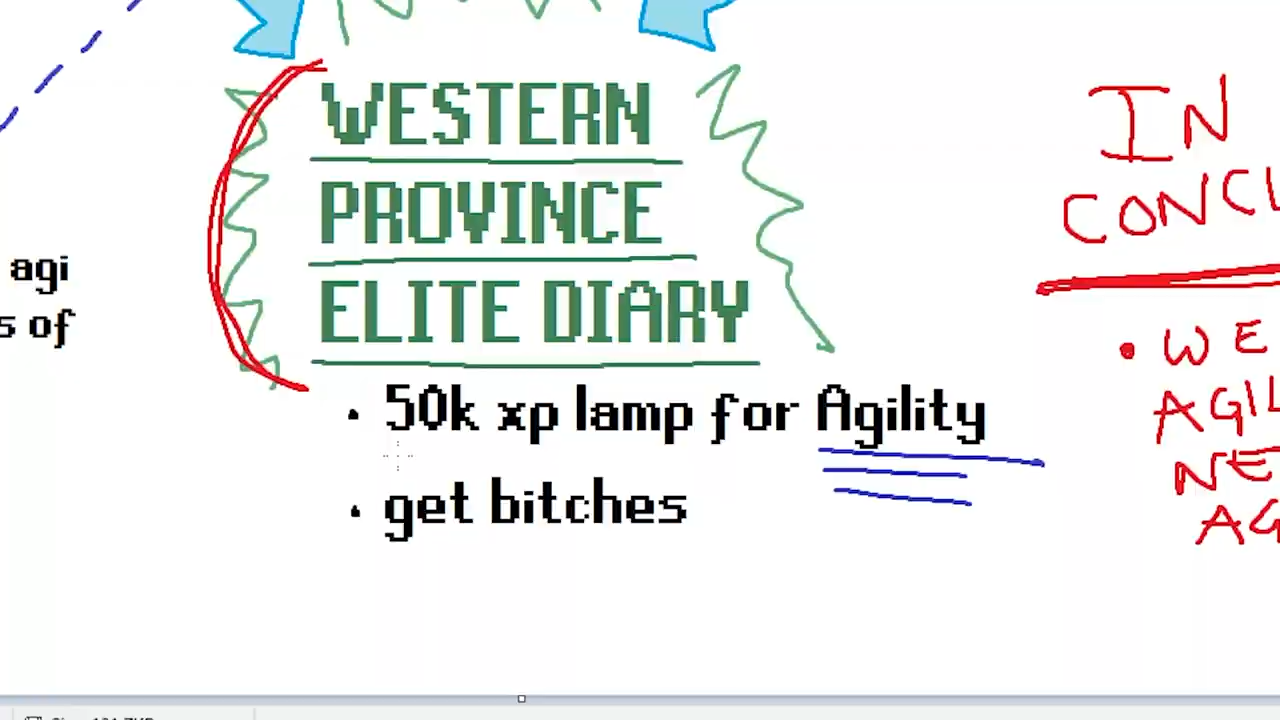 WESTERN
PROVINCE
ELITE DIARY
• 50k xp lamp for Agility
• get bitches
agi
s of
IN
CONCL
• WE
AGIL
NE
AG